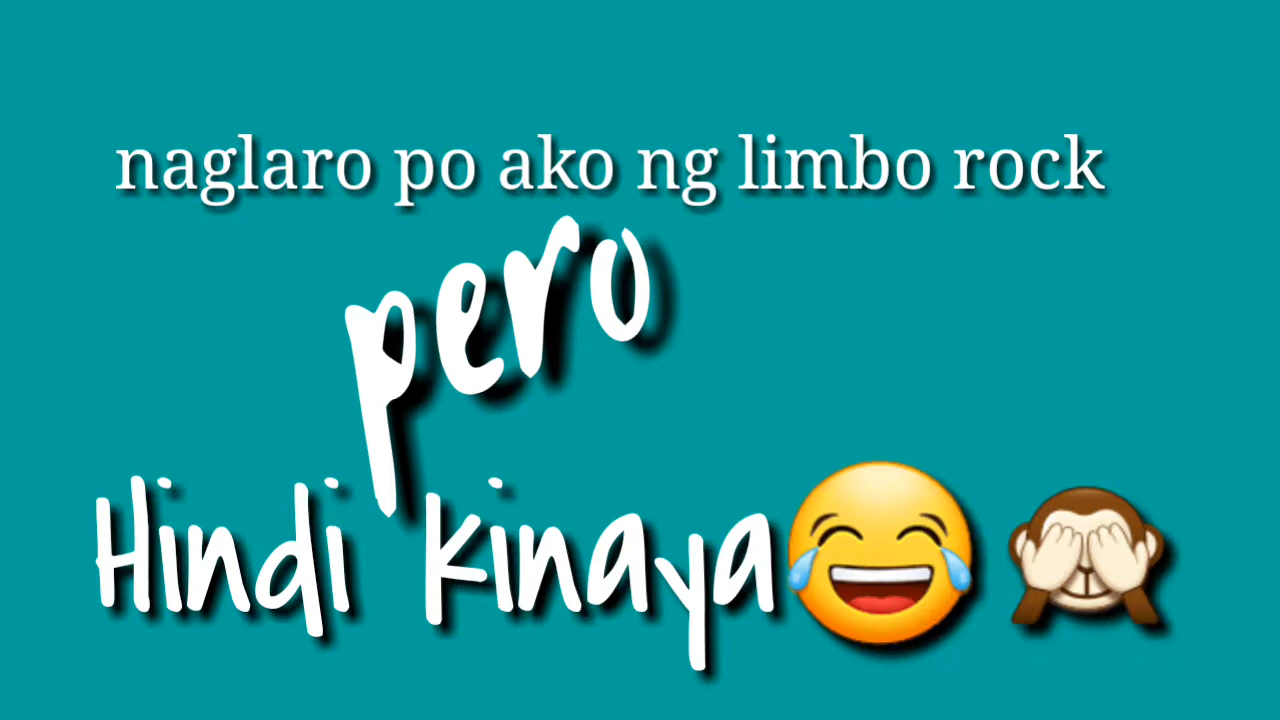 naglaro po ako ng limbo rock
pero
Hindi kinaya😂🙈